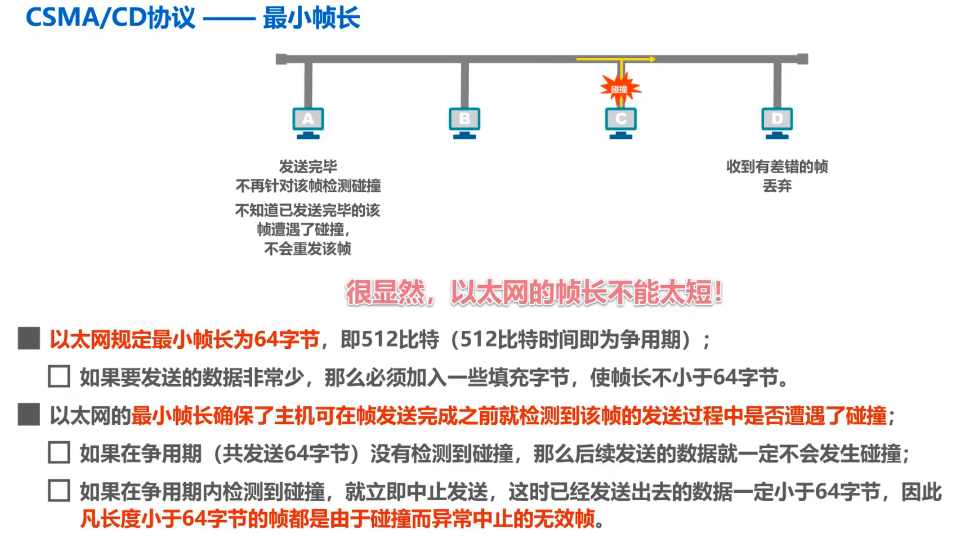 CSMA/CD协议 —— 最小帧长
碰撞
A
B
C
D
发送完毕
不再针对该帧检测碰撞
不知道已发送完毕的该
帧遭遇了碰撞，
不会重发该帧
收到有差错的帧
丢弃
很显然，以太网的帧长不能太短！
以太网规定最小帧长为64字节，即512比特（512比特时间即为争用期）；
如果要发送的数据非常少，那么必须加入一些填充字节，使帧长不小于64字节。
以太网的最小帧长确保了主机可在帧发送完成之前就检测到该帧的发送过程中是否遭遇了碰撞；
如果在争用期（共发送64字节）没有检测到碰撞，那么后续发送的数据就一定不会发生碰撞；
如果在争用期内检测到碰撞，就立即中止发送，这时已经发送出去的数据一定小于64字节，因此
凡长度小于64字节的帧都是由于碰撞而异常中止的无效帧。